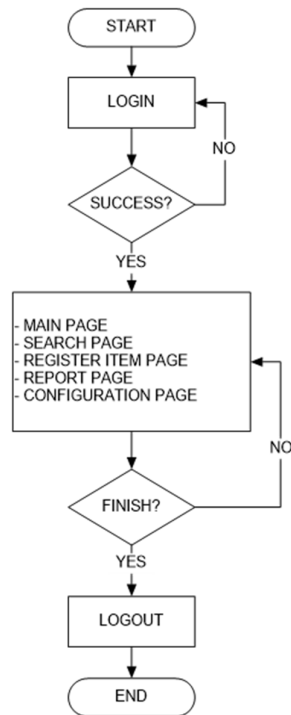 START
LOGIN
NO
SUCCESS?
YES
- MAIN PAGE
- SEARCH PAGE
- REGISTER ITEM PAGE
- REPORT PAGE
- CONFIGURATION PAGE
NO
FINISH?
YES
LOGOUT
END